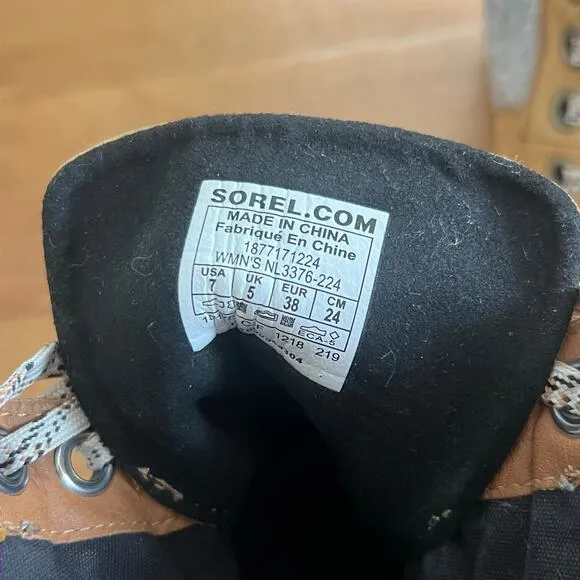 SOREL.COM
MADE IN CHINA
Fabriqué En Chine
1877171224
WMN'S NL3376-224
USA UK EUR CM
7 5 38 24
ECA-5
1218 219